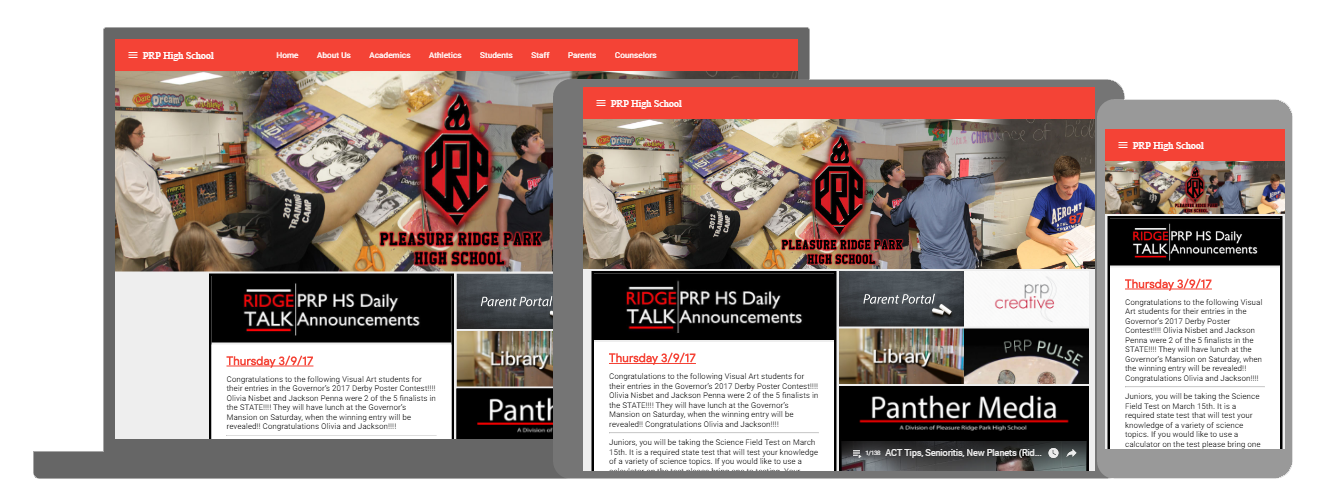 PRP High School
Home About Us Academics Athletics Students Staff Parents Counselors
2012
TRAINING
CAMP
PRP
PLEASURE RIDGE PARK
HIGH SCHOOL
RIDGE PRP HS Daily
TALK Announcements
Parent Portal
Library
Panth
A Division of
Thursday 3/9/17
Congratulations to the following Visual Art students for
their entries in the Governor's 2017 Derby Poster Contest!!!!
Olivia Nisbet and Jackson Penna were 2 of the 5 finalists in
the STATE!!!! They will have lunch at the Governor's
Mansion on Saturday, when the winning entry will be
revealed!! Congratulations Olivia and Jackson!!!!
PRP High School
2012
TRAINING
CAMP
PRP
PLEASURE RIDGE PARK
HIGH SCHOOL
AERO-NY
87
RIDGE PRP HS Daily
TALK Announcements
Parent Portal
prp
creative
Library
PRP PULSE
Panther Media
A Division of Pleasure Ridge Park High School
1/138 ACT Tips, Senioritis, New Planets (Rid...
Thursday 3/9/17
Congratulations to the following Visual Art students for
their entries in the Governor's 2017 Derby Poster Contest!!!!
Olivia Nisbet and Jackson Penna were 2 of the 5 finalists in
the STATE!!!! They will have lunch at the Governor's
Mansion on Saturday, when the winning entry will be
revealed!! Congratulations Olivia and Jackson!!!!
Juniors, you will be taking the Science Field Test on March
15th. It is a required state test that will test your knowledge
of a variety of science topics. If you would like to use a
PRP High School
PLEASURE RIDGE PARK
HIGH SCHOOL
RIDGE PRP HS Daily
TALK Announcements
Thursday 3/9/17
Congratulations to the following Visual
Art students for their entries in the
Governor's 2017 Derby Poster
Contest!!!! Olivia Nisbet and Jackson
Penna were 2 of the 5 finalists in the
STATE!!!! They will have lunch at the
Governor's Mansion on Saturday, when
the winning entry will be revealed!!
Congratulations Olivia and Jackson!!!!
Juniors, you will be taking the Science
Field Test on March 15th. It is a
required state test that will test your
knowledge of a variety of science
topics. If you would like to use a
calculator on the test please bring one